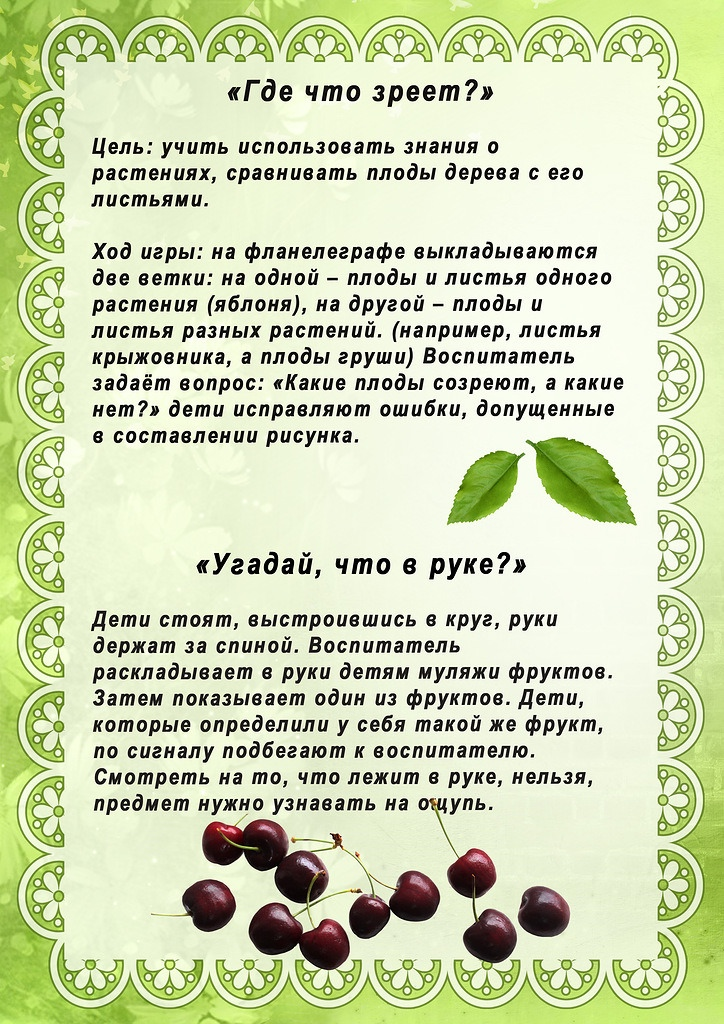 «Где что зреет?»
Цель: учить использовать знания о
растениях, сравнивать плоды дерева с его
листьями.
Ход игры: на фланелеграфе выкладываются
две ветки: на одной – плоды и листья одного
растения (яблоня), на другой – плоды и
листья разных растений. (например, листья
крыжовника, а плоды груши) Воспитатель
задаёт вопрос: «Какие плоды созреют, а какие
нет?» дети исправляют ошибки, допущенные
в составлении рисунка.
«Угадай, что в руке?»
Дети стоят, выстроившись в круг, руки
держат за спиной. Воспитатель
раскладывает в руки детям муляжи фруктов.
Затем показывает один из фруктов. Дети,
которые определили у себя такой же фрукт,
по сигналу подбегают к воспитателю.
Смотреть на то, что лежит в руке, нельзя,
предмет нужно узнавать на ощупь.